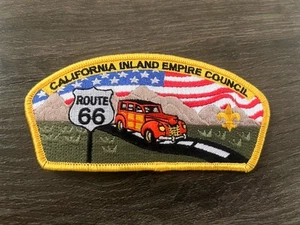 CALIFORNIA INLAND EMPIRE COUNCIL
ROUTE
66